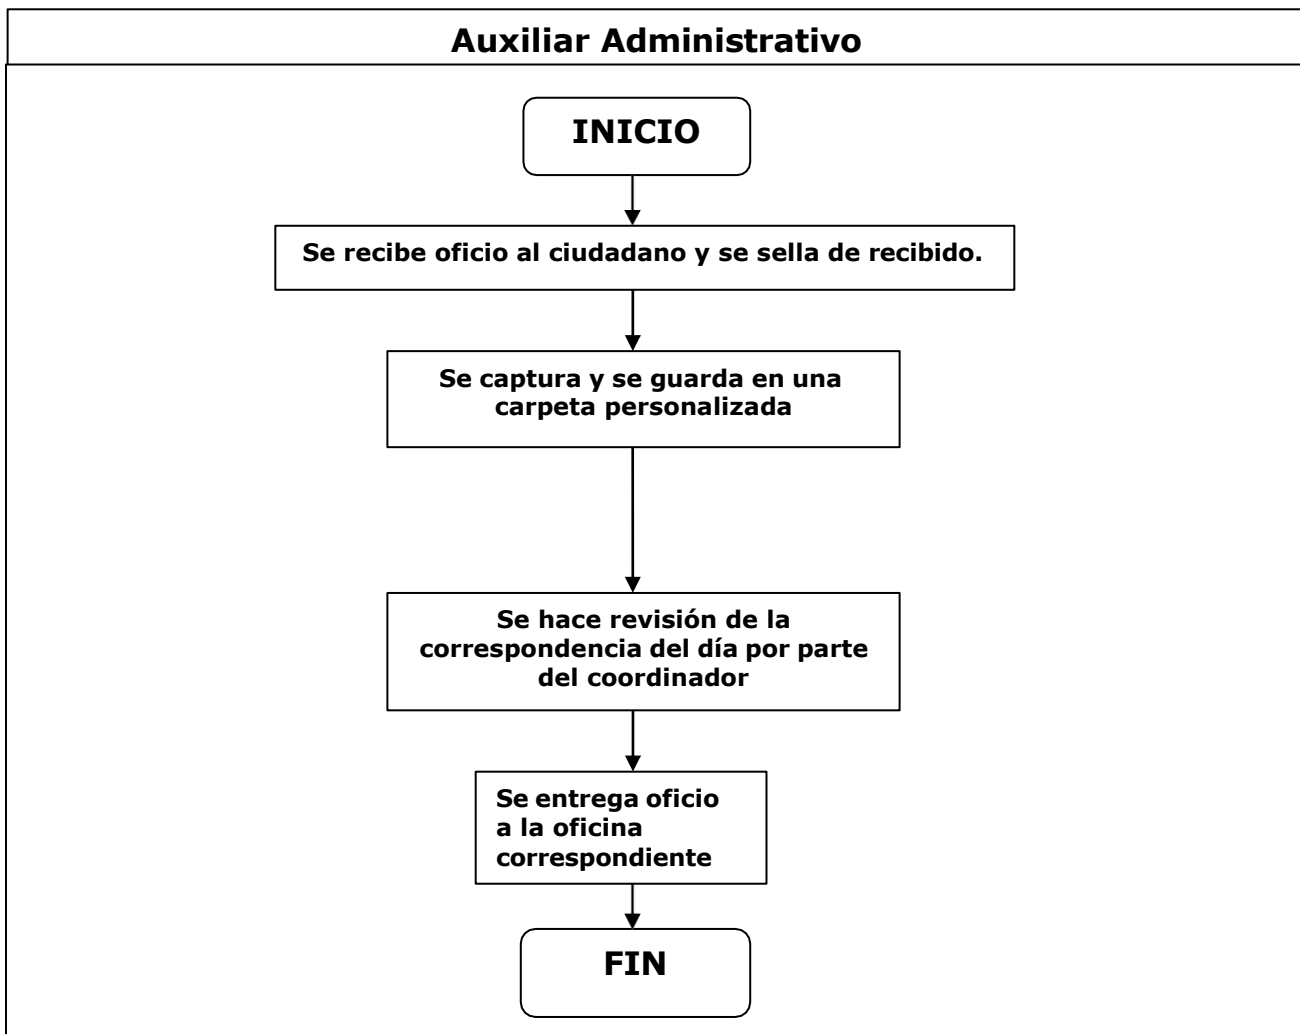 Auxiliar Administrativo
INICIO
Se recibe oficio al ciudadano y se sella de recibido.
Se captura y se guarda en una
carpeta personalizada
Se hace revisión de la
correspondencia del día por parte
del coordinador
Se entrega oficio
a la oficina
correspondiente
FIN